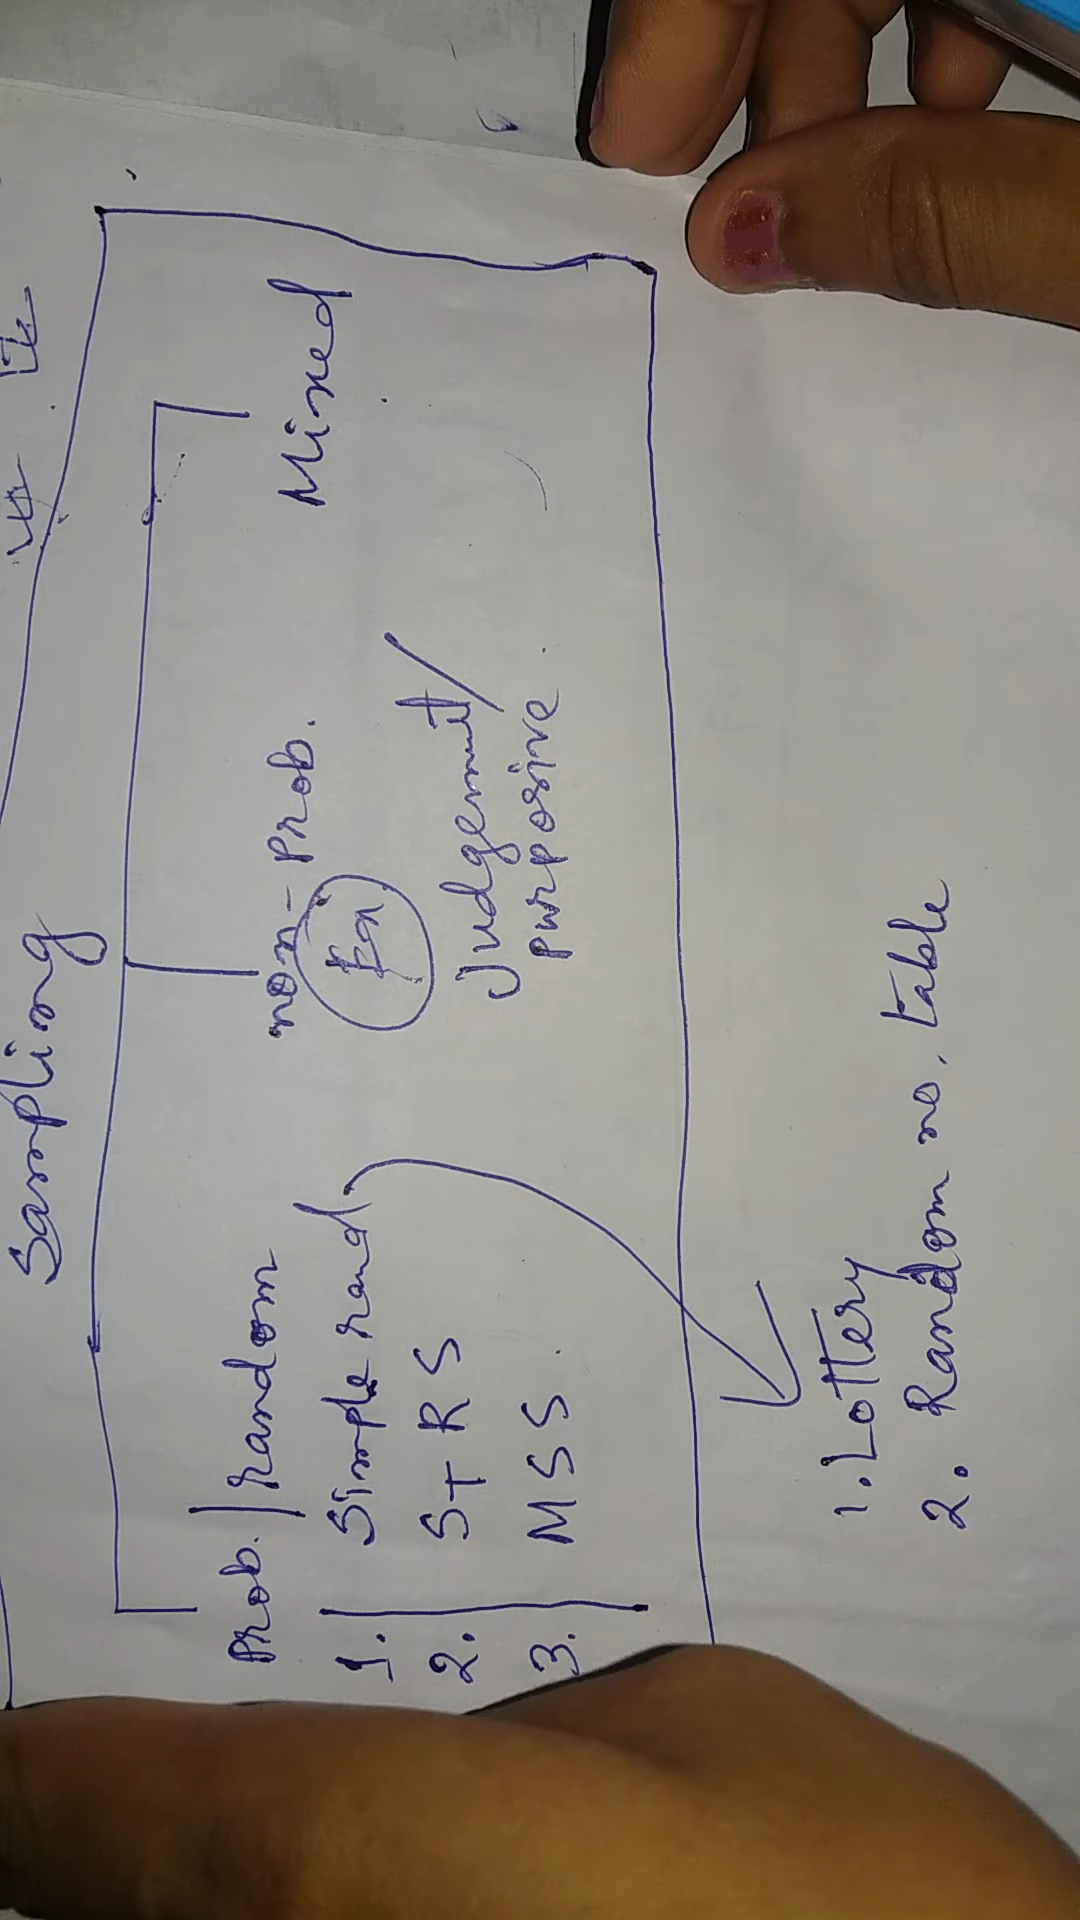 Sampling
Prob. | random
non-Prob.
Mixed
1. Simple rand.
2. STRS
3. MSS
Ex
Judgement/
purposive
1. Lottery
2. Random no. table